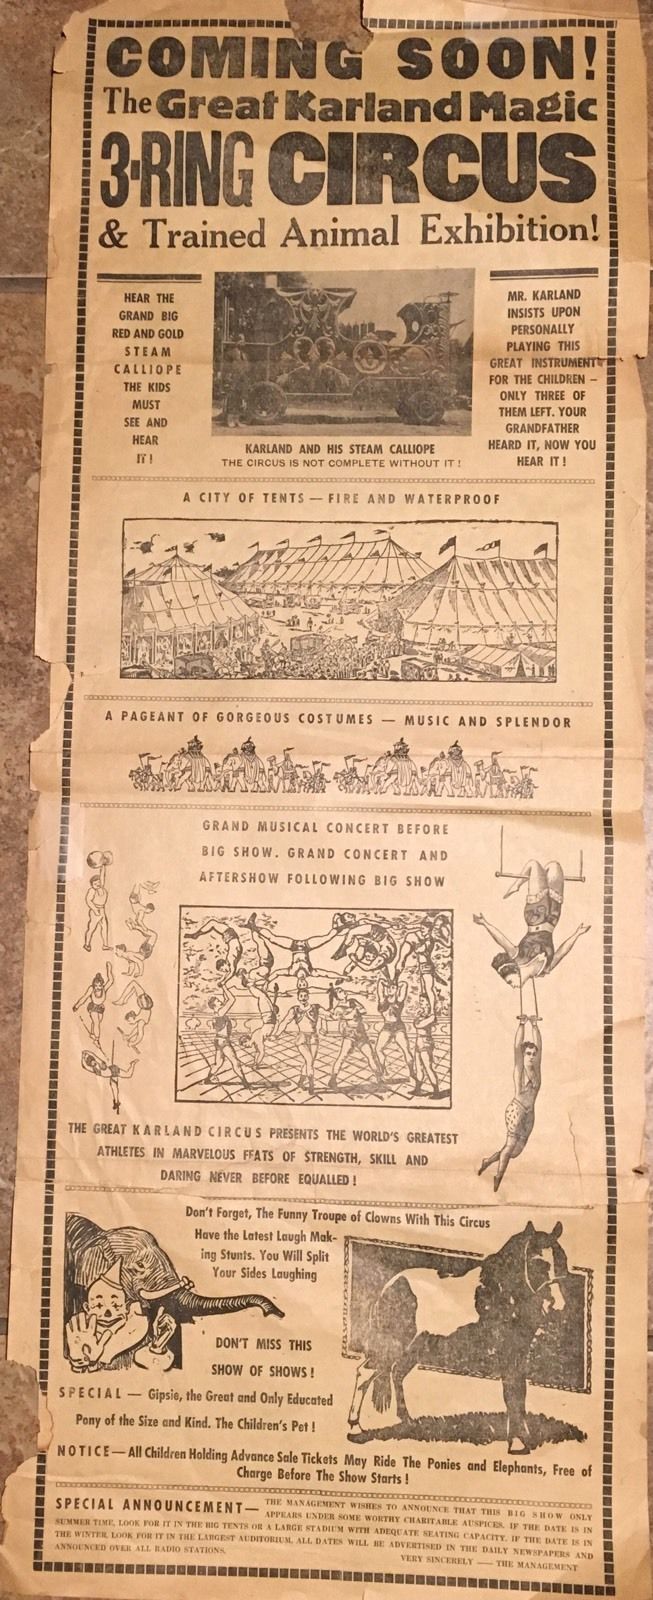 COMING SOON!
The Great Karland Magic
3-RING CIRCUS
& Trained Animal Exhibition!
HEAR THE
GRAND BIG
RED AND GOLD
STEAM
CALLIOPE
THE KIDS
MUST
SEE AND
HEAR
IT!
KARLAND AND HIS STEAM CALLIOPE
THE CIRCUS IS NOT COMPLETE WITHOUT IT!
MR. KARLAND
INSISTS UPON
PERSONALLY
PLAYING THIS
GREAT INSTRUMENT
FOR THE CHILDREN –
ONLY THREE OF
THEM LEFT. YOUR
GRANDFATHER
HEARD IT, NOW YOU
HEAR IT!
A CITY OF TENTS — FIRE AND WATERPROOF
A PAGEANT OF GORGEOUS COSTUMES — MUSIC AND SPLENDOR
GRAND MUSICAL CONCERT BEFORE
BIG SHOW. GRAND CONCERT AND
AFTERSHOW FOLLOWING BIG SHOW
THE GREAT KARLAND CIRCUS PRESENTS THE WORLD'S GREATEST
ATHLETES IN MARVELOUS FEATS OF STRENGTH, SKILL AND
DARING NEVER BEFORE EQUALLED!
Don't Forget, The Funny Troupe of Clowns With This Circus
Have the Latest Laugh Mak-
ing Stunts. You Will Split
Your Sides Laughing
DON'T MISS THIS
SHOW OF SHOWS!
SPECIAL — Gipsie, the Great and Only Educated
Pony of the Size and Kind. The Children's Pet!
NOTICE — All Children Holding Advance Sale Tickets May Ride The Ponies and Elephants, Free of
Charge Before The Show Starts!
SPECIAL ANNOUNCEMENT — THE MANAGEMENT WISHES TO ANNOUNCE THAT THIS BIG SHOW ONLY
APPEARS UNDER SOME WORTHY CHARITABLE AUSPICES. IF THE DATE IS IN
SUMMER TIME, LOOK FOR IT IN THE BIG TENTS OR A LARGE STADIUM WITH ADEQUATE SEATING CAPACITY. IF THE DATE IS IN
THE WINTER, LOOK FOR IT IN THE LARGEST AUDITORIUM. ALL DATES WILL BE ADVERTISED IN THE DAILY NEWSPAPERS AND
ANNOUNCED OVER ALL RADIO STATIONS.
VERY SINCERELY — THE MANAGEMENT